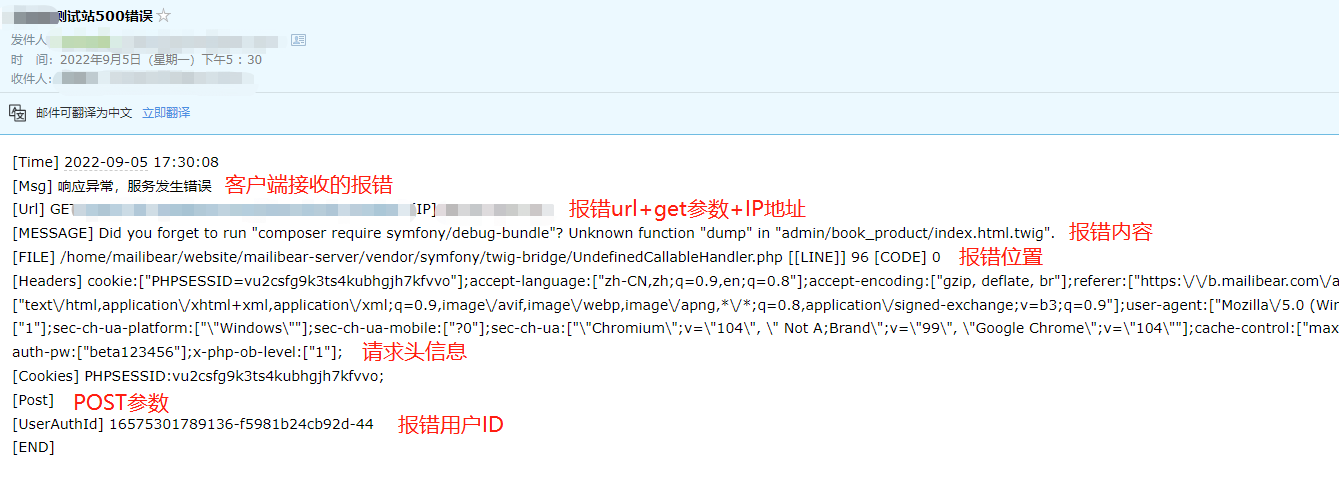 测试站500错误☆
发件人
时 间: 2022年9月5日 (星期一) 下午5：30
收件人:
邮件可翻译为中文 立即翻译
[Time] 2022-09-05 17:30:08
[Msg] 响应异常，服务发生错误 客户端接收的报错
[Url] GET [IP] 报错url+get参数+IP地址
[MESSAGE] Did you forget to run "composer require symfony/debug-bundle"? Unknown function "dump" in "admin/book_product/index.html.twig". 报错内容
[FILE] /home/mailibear/website/mailibear-server/vendor/symfony/twig-bridge/UndefinedCallableHandler.php [[LINE]] 96 [CODE] 0 报错位置
[Headers] cookie:["PHPSESSID=vu2csfg9k3ts4kubhgjh7kfvvo"];accept-language:["zh-CN,zh;q=0.9,en;q=0.8"];accept-encoding:["gzip, deflate, br"];referer:["https:\/\/b.mailibear.com\/a
["text\/html,application\/xhtml+xml,application\/xml;q=0.9,image\/avif,image\/webp,image\/apng,*\/*;q=0.8,application\/signed-exchange;v=b3;q=0.9"];user-agent:["Mozilla\/5.0 (Wir
["1"];sec-ch-ua-platform:["\"Windows\""];sec-ch-ua-mobile:["?0"];sec-ch-ua:["\"Chromium\";v=\"104\", \" Not A;Brand\";v=\"99\", \"Google Chrome\";v=\"104\""];cache-control:["max
auth-pw:["beta123456"];x-php-ob-level:["1"]; 请求头信息
[Cookies] PHPSESSID:vu2csfg9k3ts4kubhgjh7kfvvo;
[Post] POST参数
[UserAuthId] 16575301789136-f5981b24cb92d-44 报错用户ID
[END]